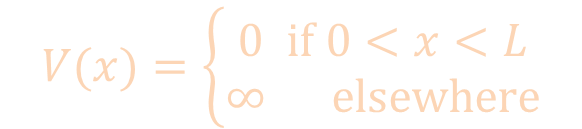 V(x) = { 0 if 0 < x < L
∞ elsewhere